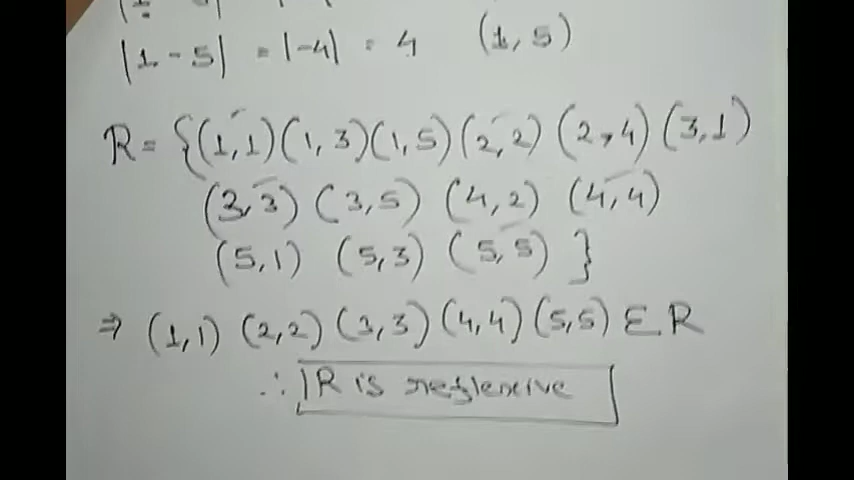 |1 - 5| = |-4| = 4 (1, 5)
R = {(1, 1) (1, 3) (1, 5) (2, 2) (2, 4) (3, 1)
(3, 3) (3, 5) (4, 2) (4, 4)
(5, 1) (5, 3) (5, 5) }
⇒ (1, 1) (2, 2) (3, 3) (4, 4) (5, 5) ∈ R
∴ R is reflexive